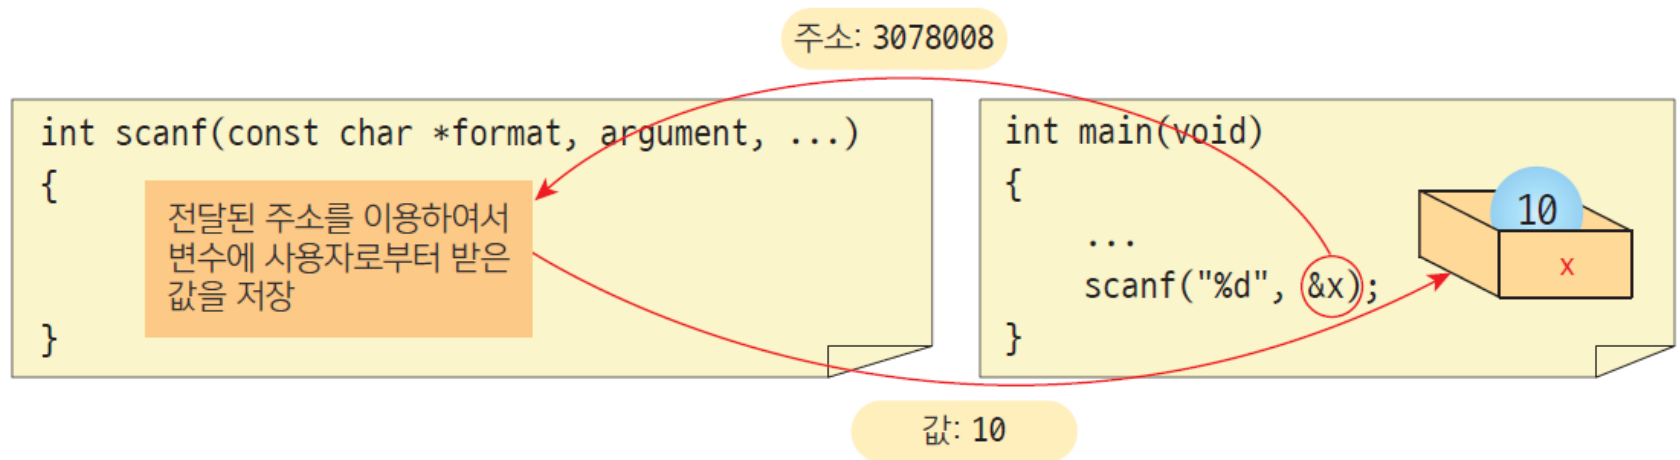 주소: 3078008
int scanf(const char *format, argument, ...)
{
전달된 주소를 이용하여서
변수에 사용자로부터 받은
값을 저장
}
int main(void)
{
...
scanf("%d", &x);
}
10
x
값: 10